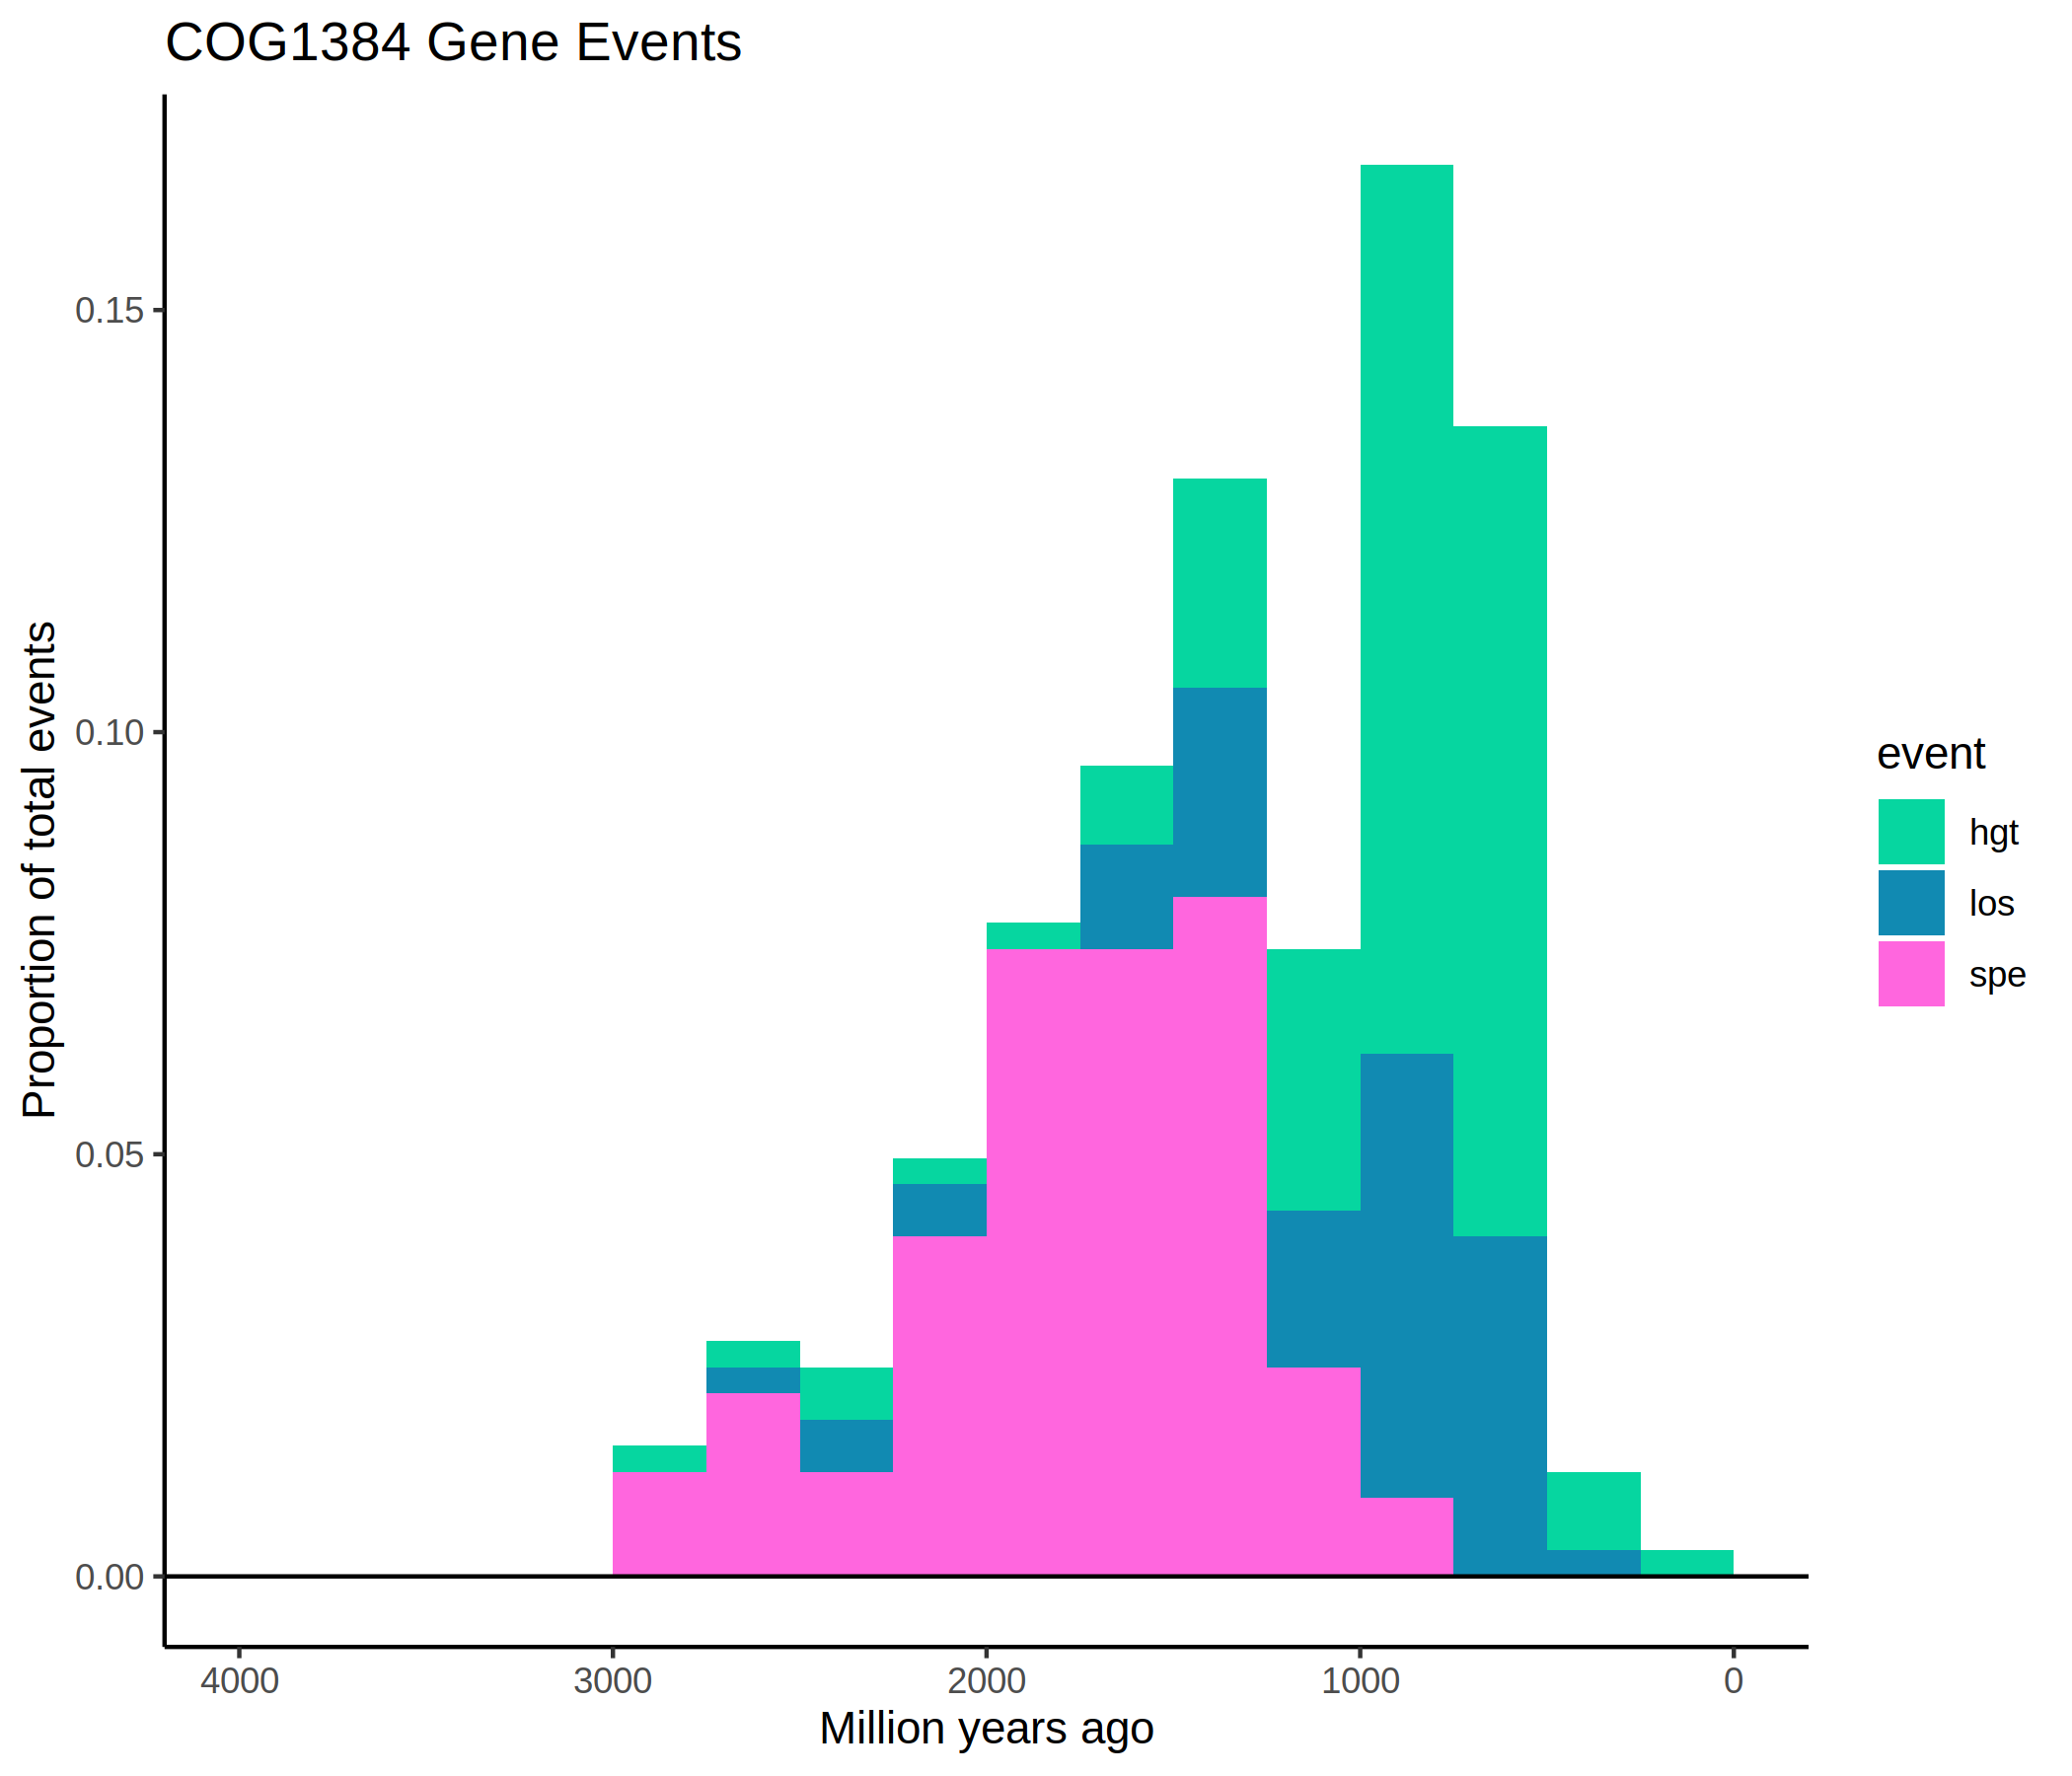 COG1384 Gene Events
Proportion of total events
0.15
0.10
0.05
0.00
4000 3000 2000 1000 0
Million years ago
event
hgt
los
spe